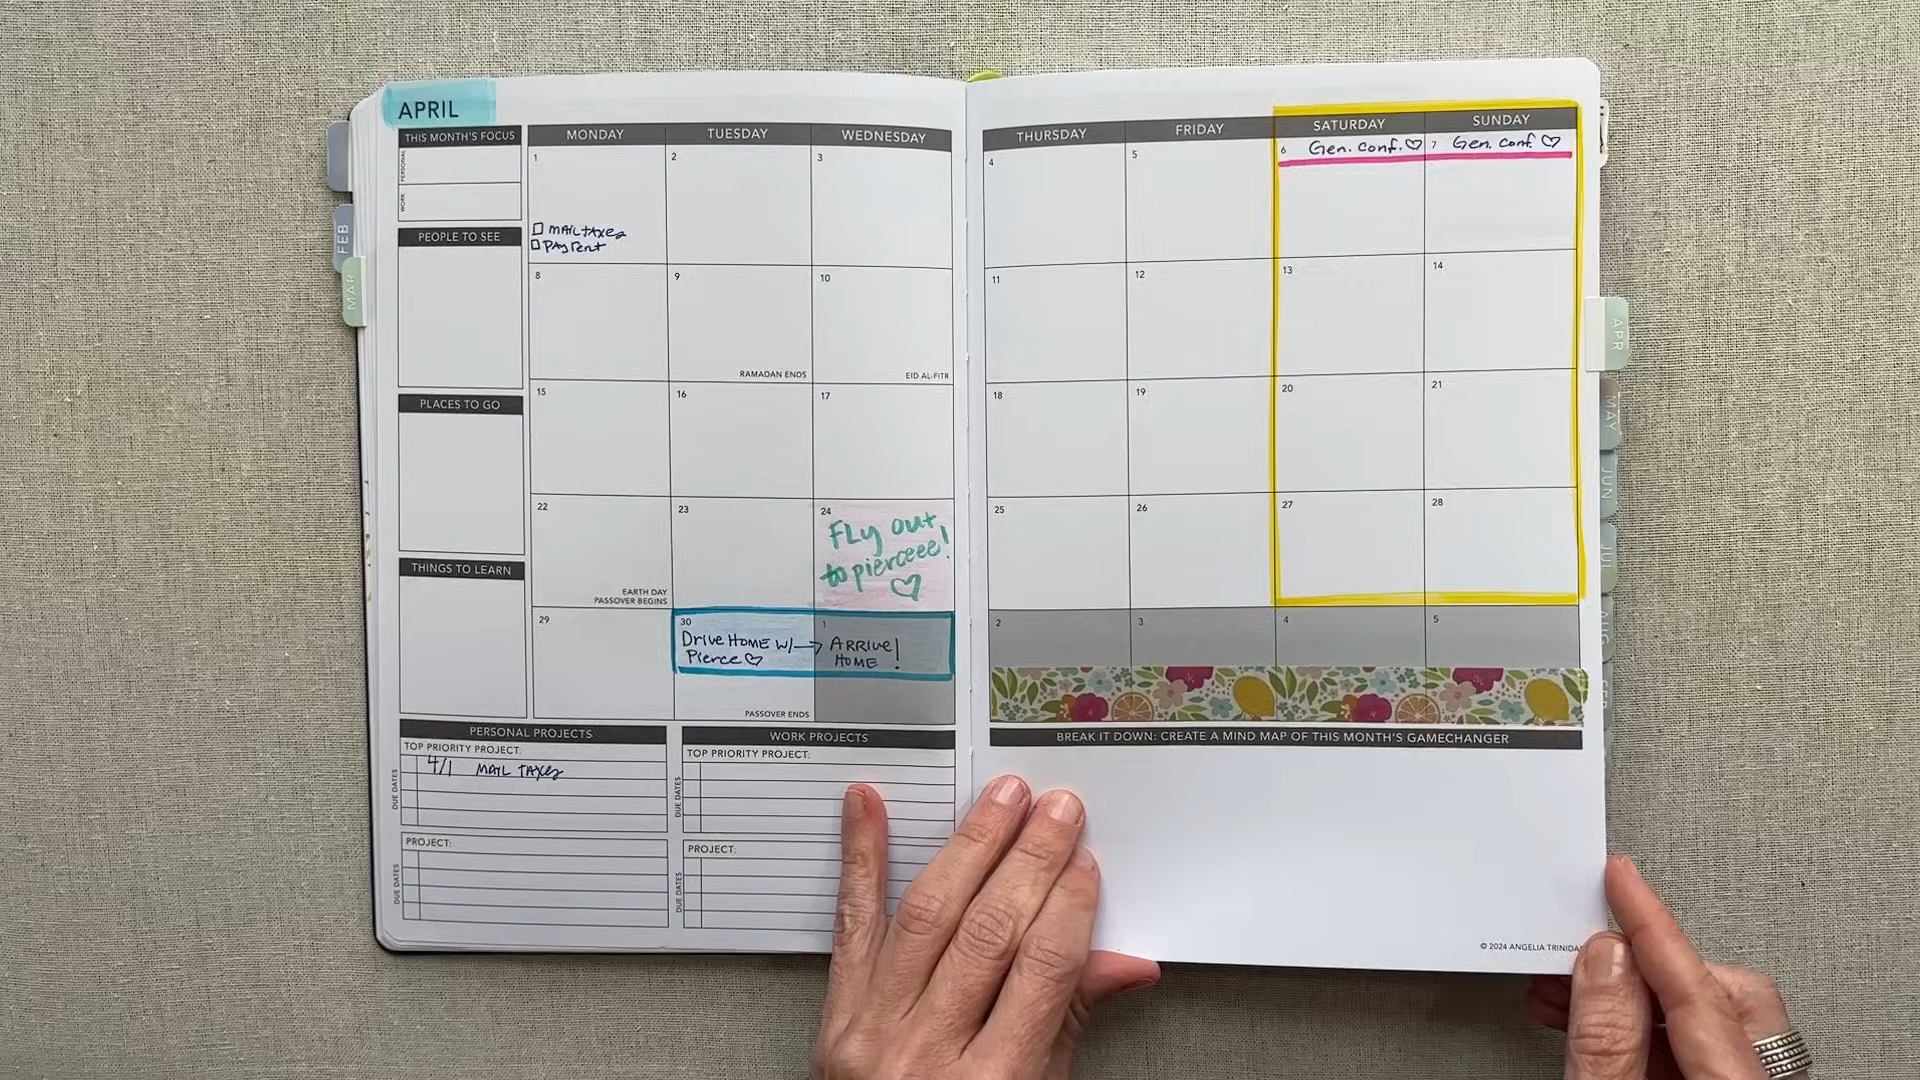 APRIL
THIS MONTH'S FOCUS
PERSONAL
WORK
PEOPLE TO SEE
PLACES TO GO
THINGS TO LEARN
MONDAY
TUESDAY
WEDNESDAY
THURSDAY
FRIDAY
SATURDAY
SUNDAY
1
MAIL TAXES
PAY RENT
2
3
4
5
6 Gen. Conf. ♡
7 Gen. Conf. ♡
8
9
RAMADAN ENDS
10
EID AL-FITR
11
12
13
14
15
16
17
18
19
20
21
22
EARTH DAY
PASSOVER BEGINS
23
24
FLy out
to pierceee!
♡
25
26
27
28
29
30
Drive HOME W/ →
Pierce ♡
PASSOVER ENDS
1
ARRIVE!
HOME
2
3
4
5
PERSONAL PROJECTS
TOP PRIORITY PROJECT:
4/1 MAIL TAXES
DUE DATES
PROJECT:
DUE DATES
WORK PROJECTS
TOP PRIORITY PROJECT:
DUE DATES
PROJECT:
DUE DATES
BREAK IT DOWN: CREATE A MIND MAP OF THIS MONTH'S GAMECHANGER
© 2024 ANGELIA
FEB
MAR
APR
MAY
JUN
JUL
AUG